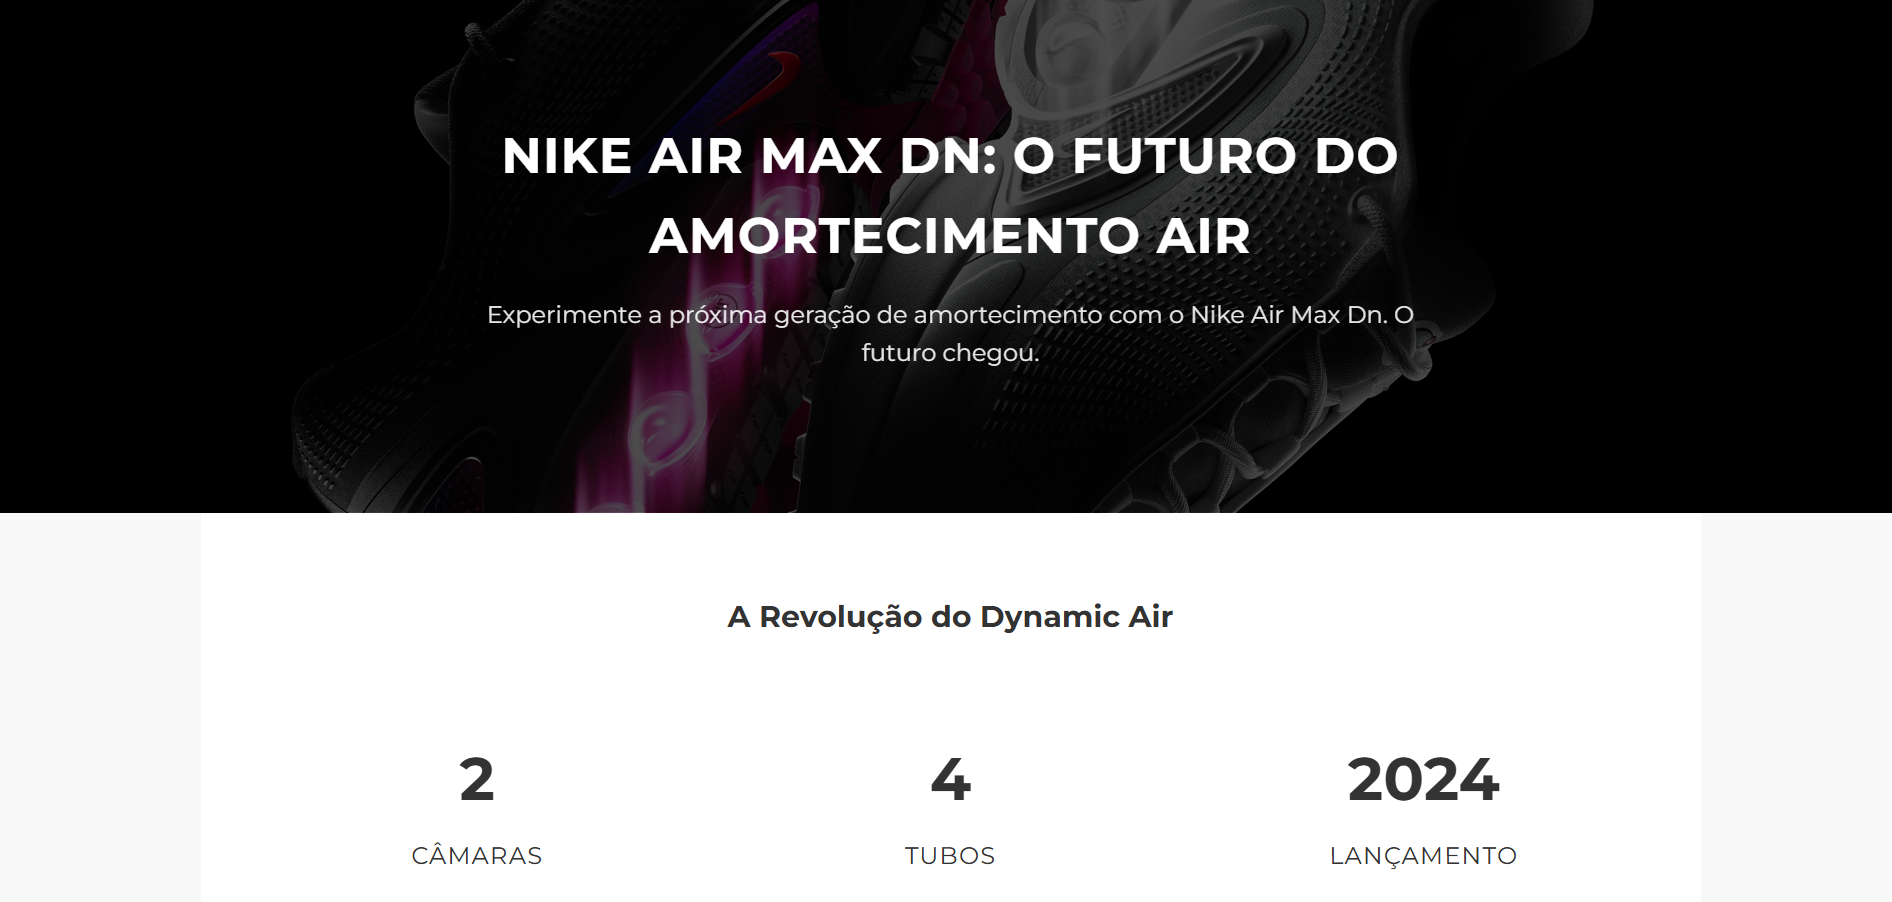 NIKE AIR MAX DN: O FUTURO DO
AMORTECIMENTO AIR
Experimente a próxima geração de amortecimento com o Nike Air Max Dn. O
futuro chegou.
A Revolução do Dynamic Air
2
4
2024
CÂMARAS
TUBOS
LANÇAMENTO